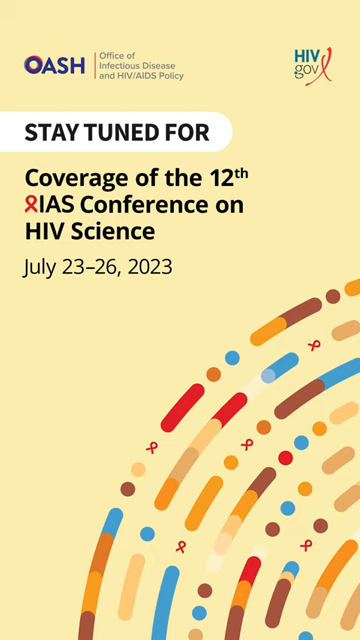 OASH
Office of
Infectious Disease
and HIV/AIDS Policy
HIV
gov
STAY TUNED FOR
Coverage of the 12th
IAS Conference on
HIV Science
July 23–26, 2023